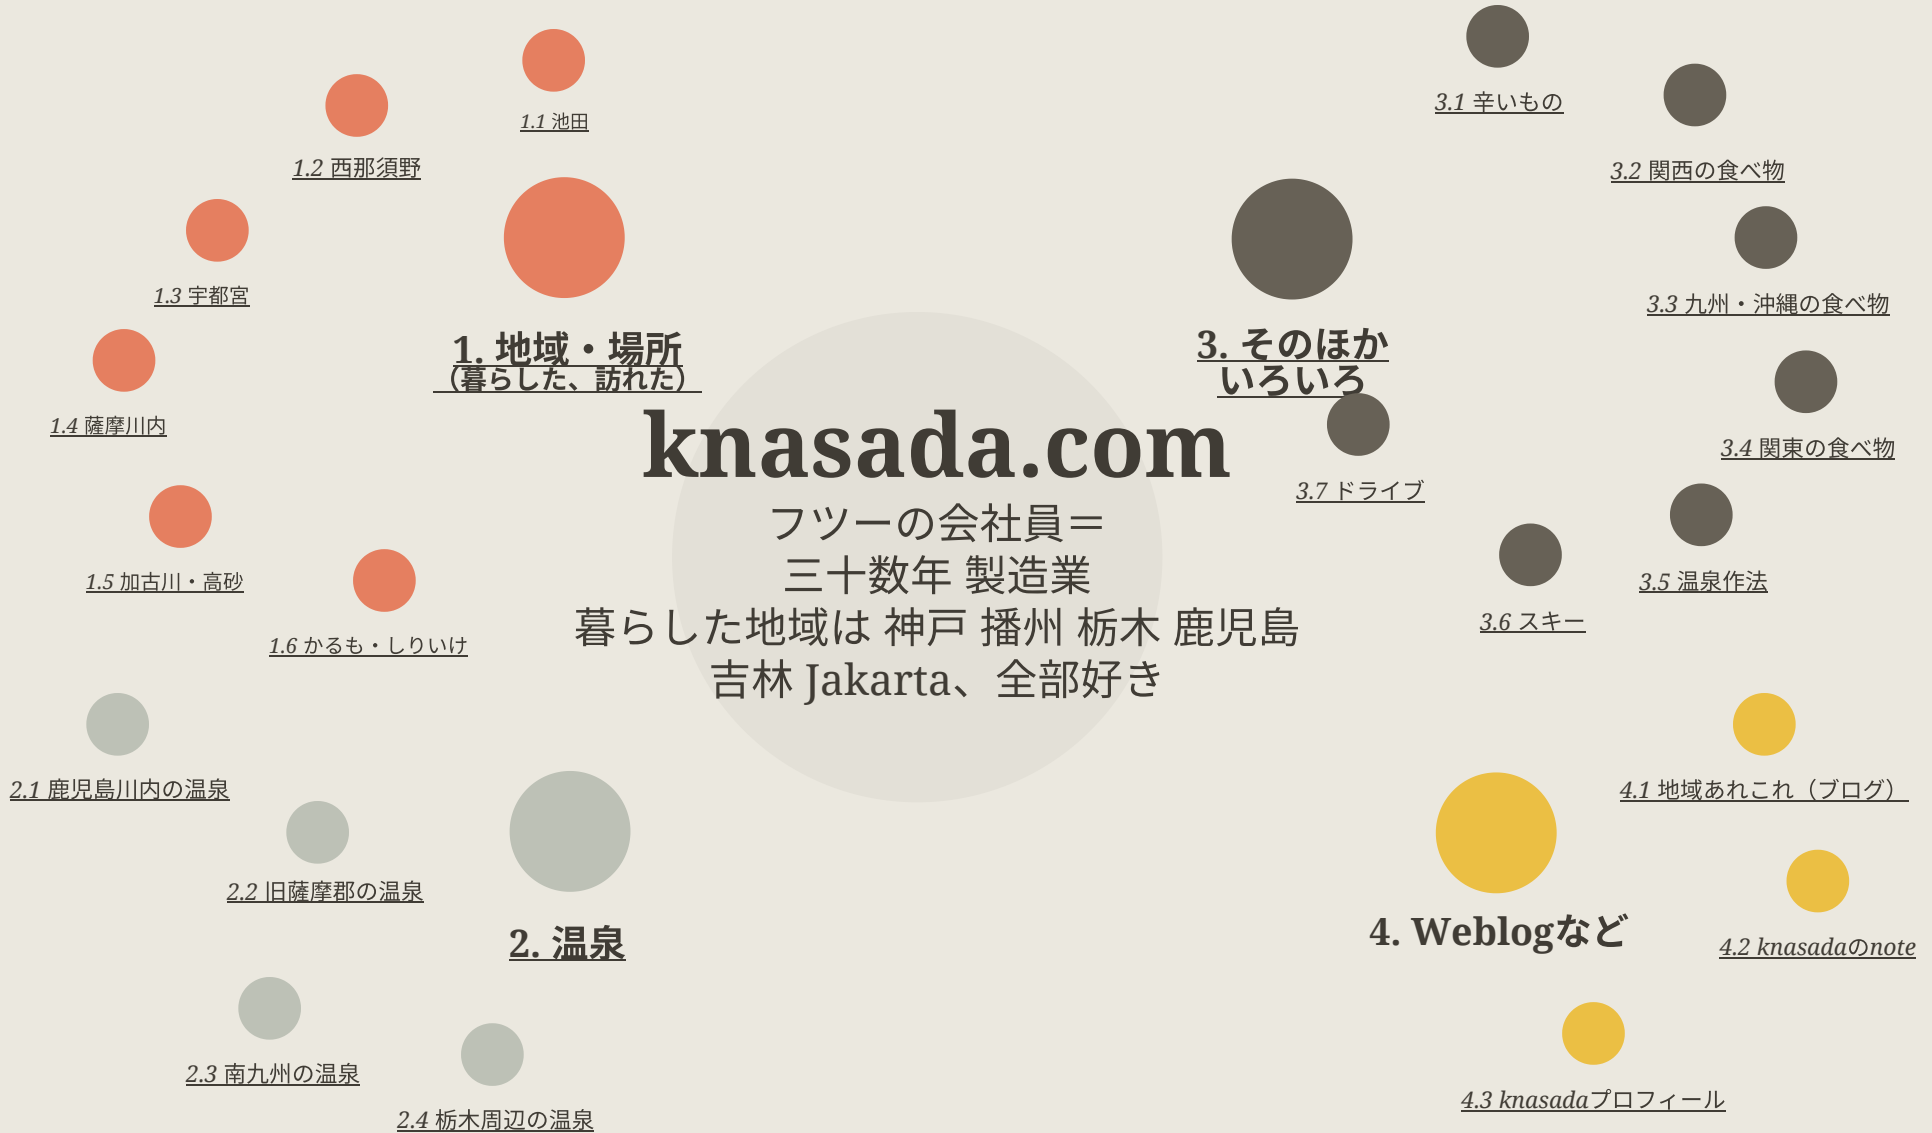 knasada.com
フツーの会社員＝
三十数年 製造業
暮らした地域は 神戸 播州 栃木 鹿児島
吉林 Jakarta、全部好き
1. 地域・場所
（暮らした、訪れた）
1.1 池田
1.2 西那須野
1.3 宇都宮
1.4 薩摩川内
1.5 加古川・高砂
1.6 かるも・しりいけ
2. 温泉
2.1 鹿児島川内の温泉
2.2 旧薩摩郡の温泉
2.3 南九州の温泉
2.4 栃木周辺の温泉
3. そのほか
いろいろ
3.1 辛いもの
3.2 関西の食べ物
3.3 九州・沖縄の食べ物
3.4 関東の食べ物
3.5 温泉作法
3.6 スキー
3.7 ドライブ
4. Weblogなど
4.1 地域あれこれ（ブログ）
4.2 knasadaのnote
4.3 knasadaプロフィール